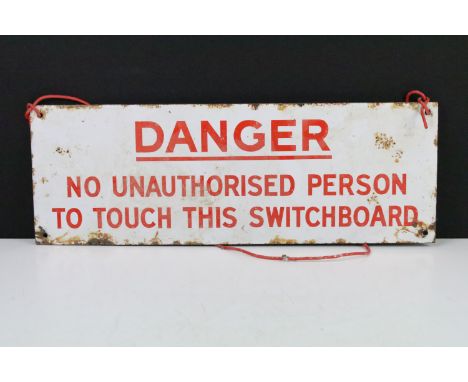 DANGER
NO UNAUTHORISED PERSON
TO TOUCH THIS SWITCHBOARD